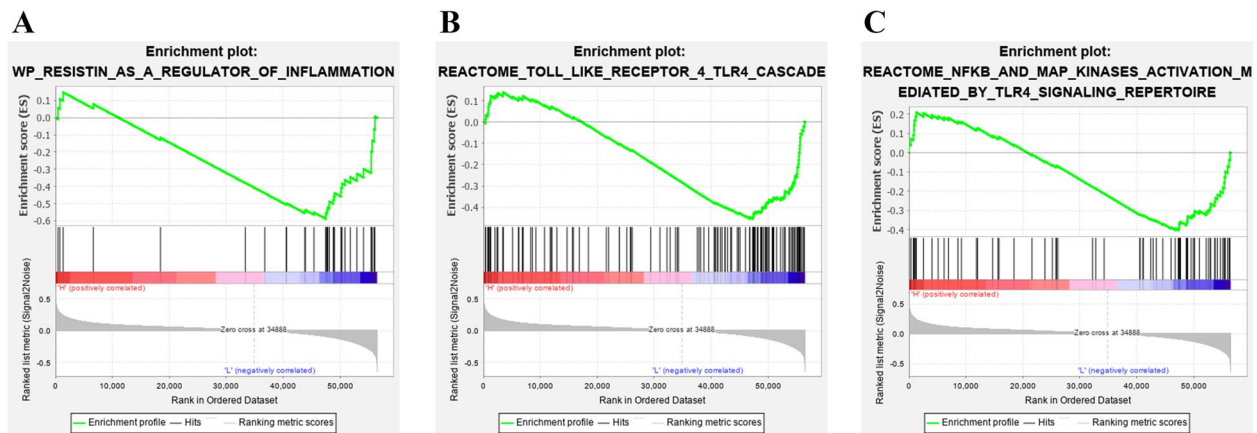 A
Enrichment plot:
WP_RESISTIN_AS_A_REGULATOR_OF_INFLAMMATION
Enrichment score (ES)
0.1
0.0
-0.1
-0.2
-0.3
-0.4
-0.5
-0.6
'H' (positively correlated)
Ranked list metric (Signal2Noise)
0.5
0.0
-0.5
Zero cross at 34888
'L' (negatively correlated)
0 10,000 20,000 30,000 40,000 50,000
Rank in Ordered Dataset
Enrichment profile Hits Ranking metric scores
B
Enrichment plot:
REACTOME_TOLL_LIKE_RECEPTOR_4_TLR4_CASCADE
Enrichment score (ES)
0.1
0.0
-0.1
-0.2
-0.3
-0.4
'H' (positively correlated)
Ranked list metric (Signal2Noise)
0.5
0.0
-0.5
Zero cross at 34888
'L' (negatively correlated)
0 10,000 20,000 30,000 40,000 50,000
Rank in Ordered Dataset
Enrichment profile Hits Ranking metric scores
C
Enrichment plot:
REACTOME_NFKB_AND_MAP_KINASES_ACTIVATION_M
EDIATED_BY_TLR4_SIGNALING_REPERTOIRE
Enrichment score (ES)
0.2
0.1
0.0
-0.1
-0.2
-0.3
-0.4
'H' (positively correlated)
Ranked list metric (Signal2Noise)
0.5
0.0
-0.5
Zero cross at 34888
'L' (negatively correlated)
0 10,000 20,000 30,000 40,000 50,000
Rank in Ordered Dataset
Enrichment profile Hits Ranking metric scores